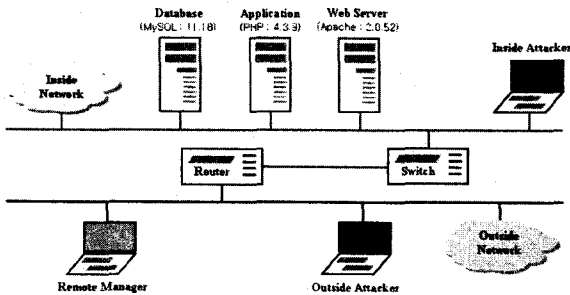 Database
(MySQL : 11.18)
Application
(PHP : 4.3.9)
Web Server
(Apache : 2.0.52)
Inside Attacker
Inside
Network
Router
Switch
Outside
Network
Remote Manager
Outside Attacker